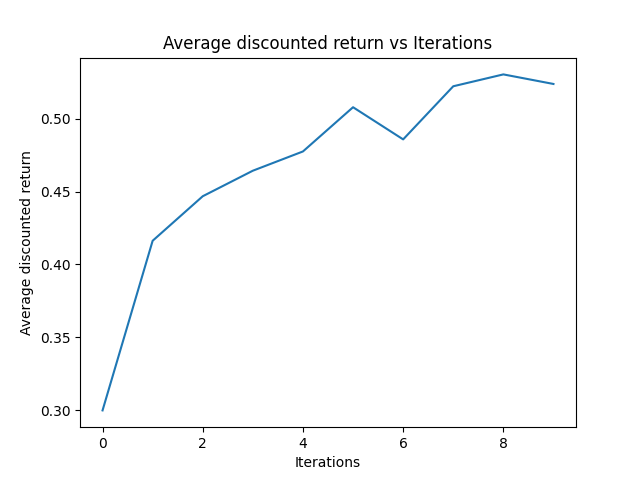 Average discounted return vs Iterations
Average discounted return
0.50
0.45
0.40
0.35
0.30
0 2 4 6 8
Iterations